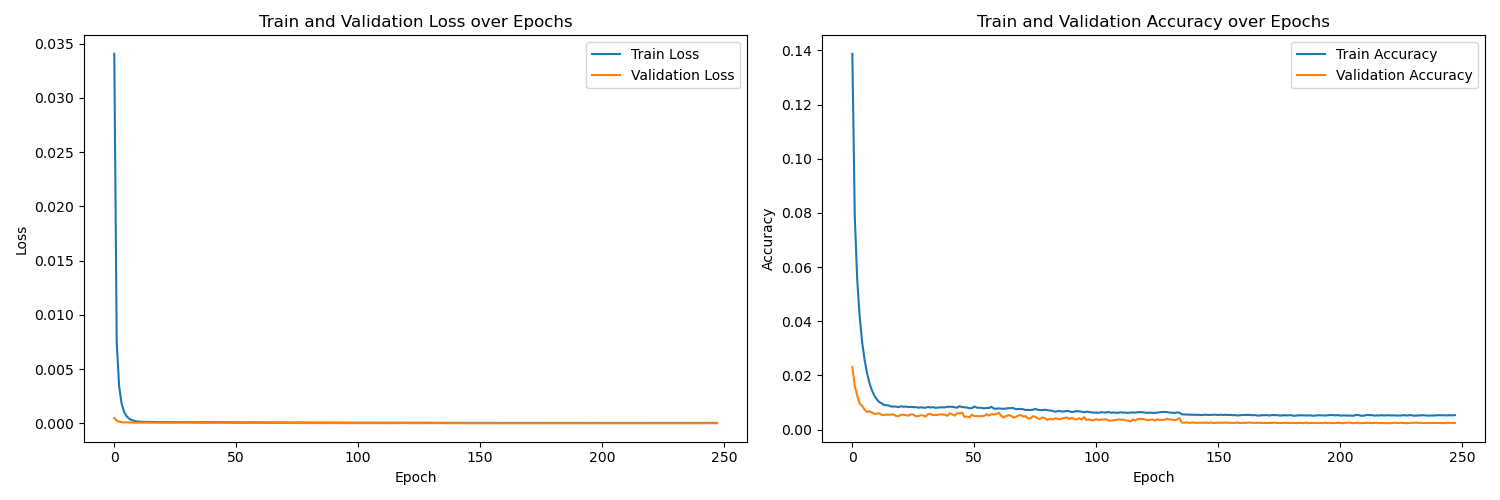 Train and Validation Loss over Epochs
Train Loss
Validation Loss
0.035
0.030
0.025
0.020
0.015
0.010
0.005
0.000
Loss
0
50
100
150
200
250
Epoch
Train and Validation Accuracy over Epochs
Train Accuracy
Validation Accuracy
0.14
0.12
0.10
0.08
0.06
0.04
0.02
0.00
Accuracy
0
50
100
150
200
250
Epoch